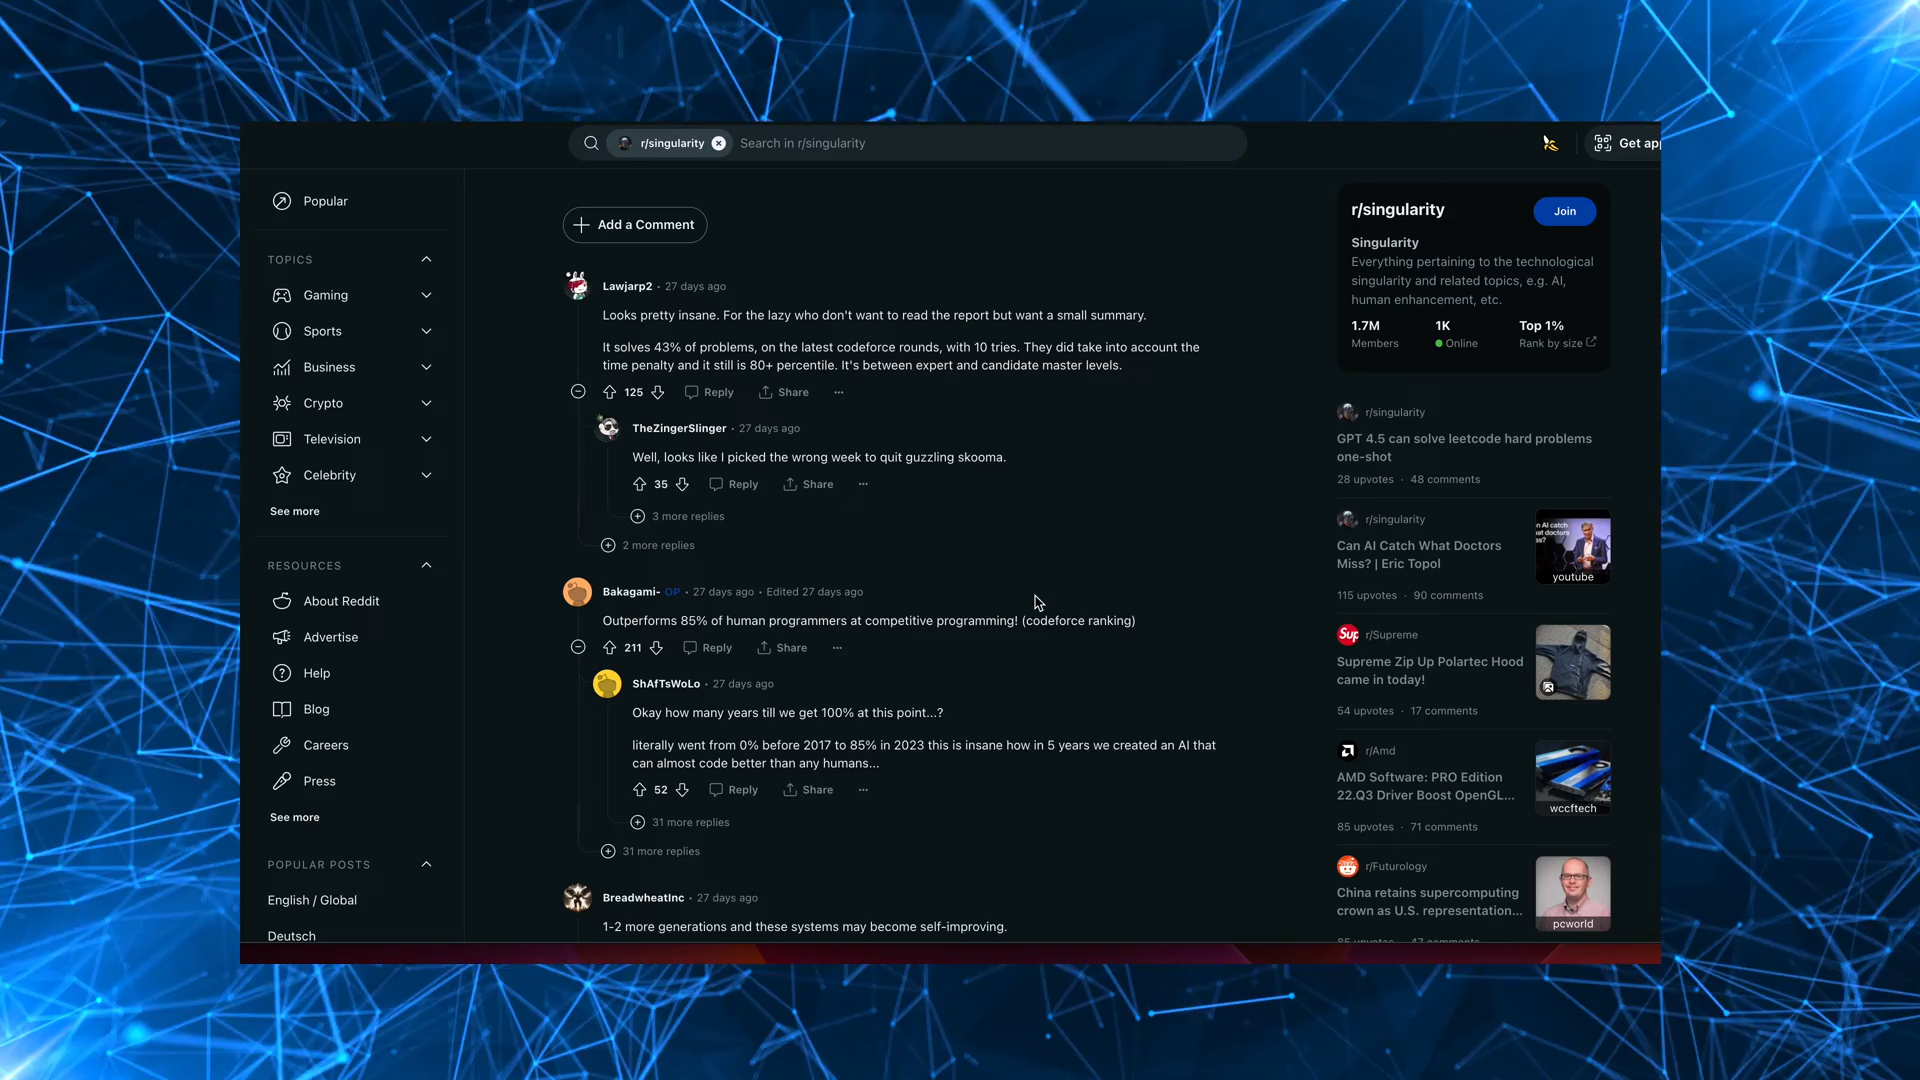 r/singularity
Search in r/singularity
Popular
TOPICS
Gaming
Sports
Business
Crypto
Television
Celebrity
See more
RESOURCES
About Reddit
Advertise
Help
Blog
Careers
Press
See more
POPULAR POSTS
English / Global
Deutsch
Add a Comment
Lawjarp2 • 27 days ago
Looks pretty insane. For the lazy who don't want to read the report but want a small summary.
It solves 43% of problems, on the latest codeforce rounds, with 10 tries. They did take into account the
time penalty and it still is 80+ percentile. It's between expert and candidate master levels.
125 Reply Share ...
TheZingerSlinger • 27 days ago
Well, looks like I picked the wrong week to quit guzzling skooma.
35 Reply Share ...
3 more replies
2 more replies
Bakagami- OP • 27 days ago • Edited 27 days ago
Outperforms 85% of human programmers at competitive programming! (codeforce ranking)
211 Reply Share ...
ShAfTsWoLo • 27 days ago
Okay how many years till we get 100% at this point...?
literally went from 0% before 2017 to 85% in 2023 this is insane how in 5 years we created an AI that
can almost code better than any humans...
52 Reply Share ...
31 more replies
31 more replies
BreadwheatInc • 27 days ago
1-2 more generations and these systems may become self-improving.
Get
r/singularity
Join
Singularity
Everything pertaining to the technological
singularity and related topics, e.g. AI,
human enhancement, etc.
1.7M 1K Top 1%
Members Online Rank by size
r/singularity
GPT 4.5 can solve leetcode hard problems
one-shot
28 upvotes · 48 comments
r/singularity
Can AI Catch What Doctors
Miss? | Eric Topol
115 upvotes · 90 comments
n AI catch
at doctors
youtube
Sup
r/Supreme
Supreme Zip Up Polartec Hood
came in today!
54 upvotes · 17 comments
r/Amd
AMD Software: PRO Edition
22.Q3 Driver Boost OpenGL...
85 upvotes · 71 comments
wccftech
r/Futurology
China retains supercomputing
crown as U.S. representation...
pcworld